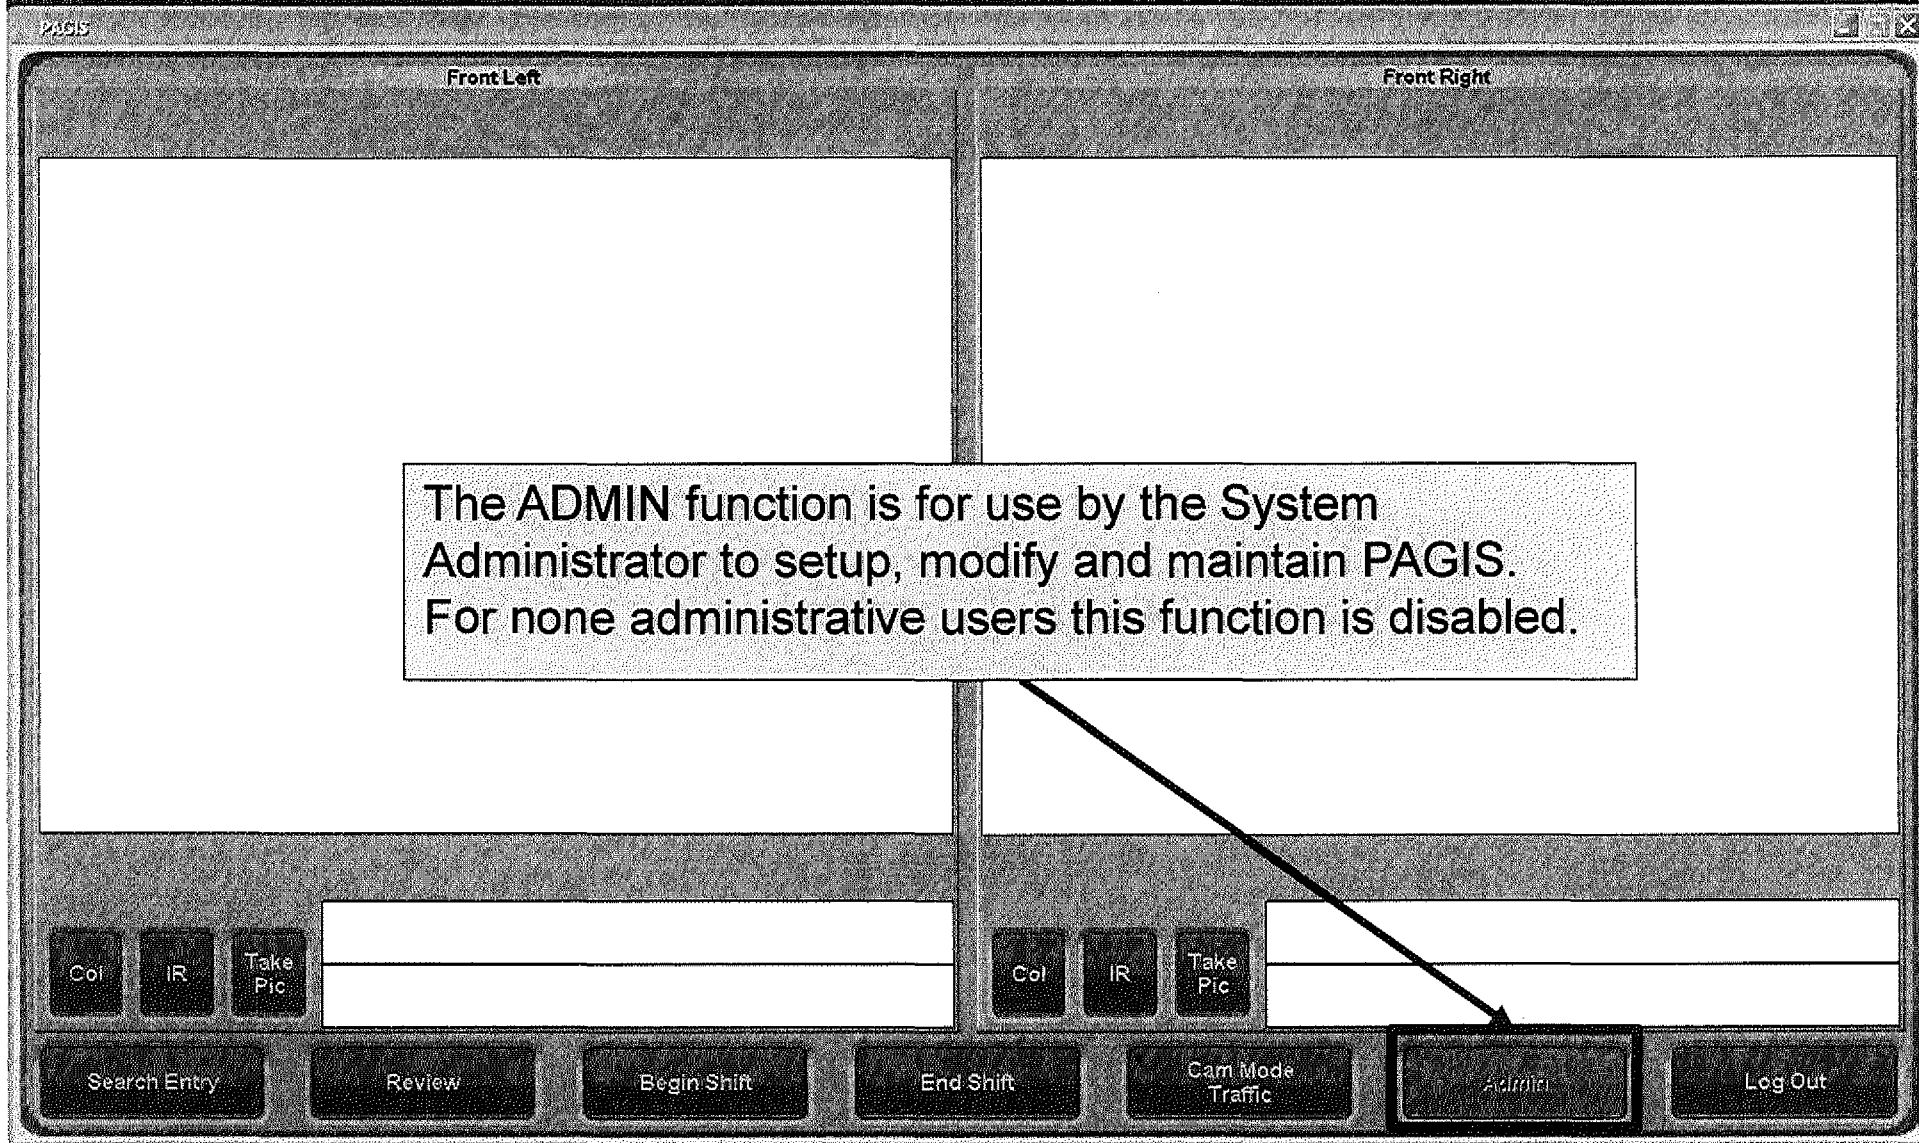 PAGIS
Front Left
Front Right
The ADMIN function is for use by the System
Administrator to setup, modify and maintain PAGIS.
For none administrative users this function is disabled.
Col
IR
Take
Pic
Col
IR
Take
Pic
Search Entry
Review
Begin Shift
End Shift
Cam Mode
Traffic
Admin
Log Out